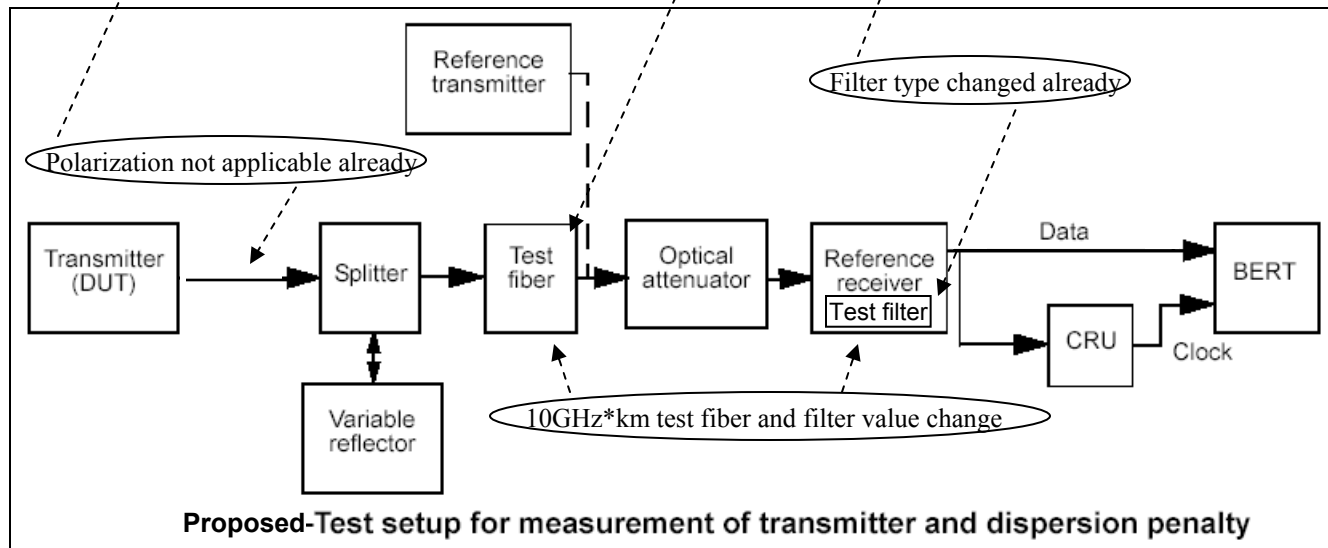 Reference
transmitter
Filter type changed already
Polarization not applicable already
Transmitter
(DUT)
Splitter
Test
fiber
Optical
attenuator
Reference
receiver
Test filter
Data
BERT
CRU
Clock
Variable
reflector
10GHz*km test fiber and filter value change
Proposed-Test setup for measurement of transmitter and dispersion penalty